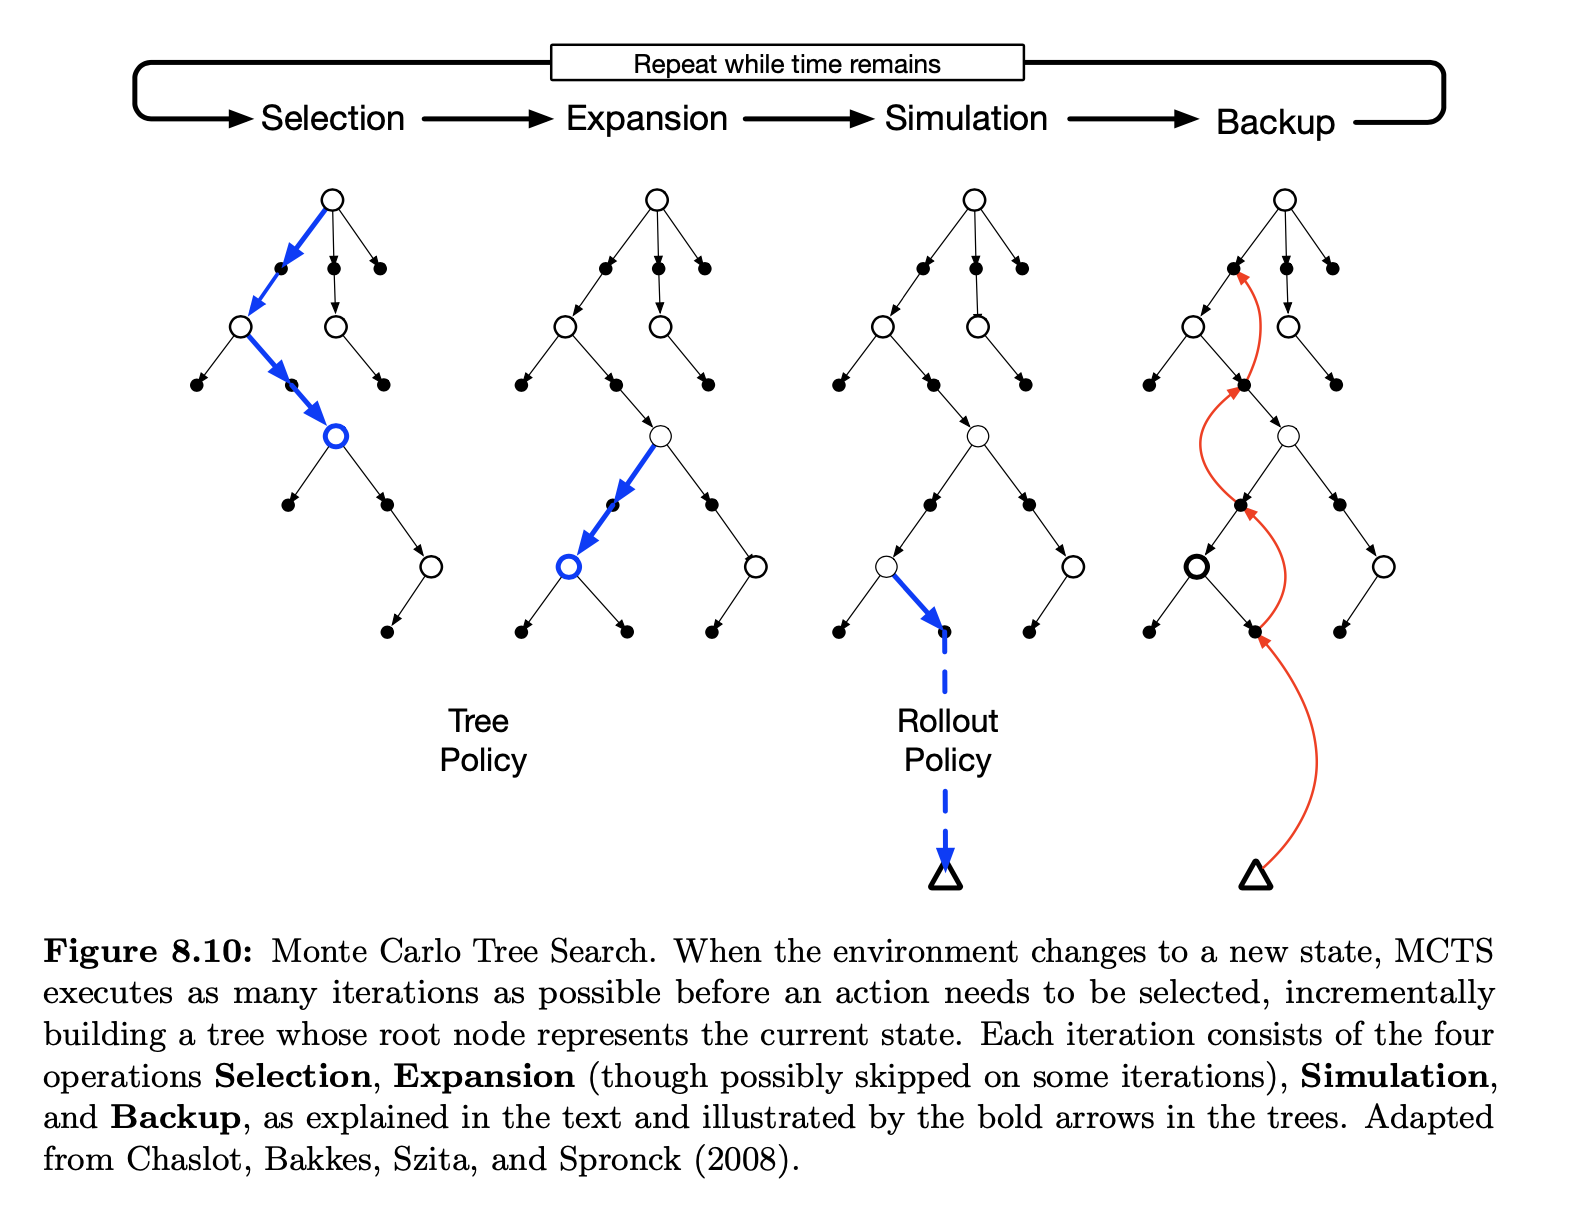 Repeat while time remains
Selection
Expansion
Simulation
Backup
Tree
Policy
Rollout
Policy
Figure 8.10: Monte Carlo Tree Search. When the environment changes to a new state, MCTS
executes as many iterations as possible before an action needs to be selected, incrementally
building a tree whose root node represents the current state. Each iteration consists of the four
operations Selection, Expansion (though possibly skipped on some iterations), Simulation,
and Backup, as explained in the text and illustrated by the bold arrows in the trees. Adapted
from Chaslot, Bakkes, Szita, and Spronck (2008).